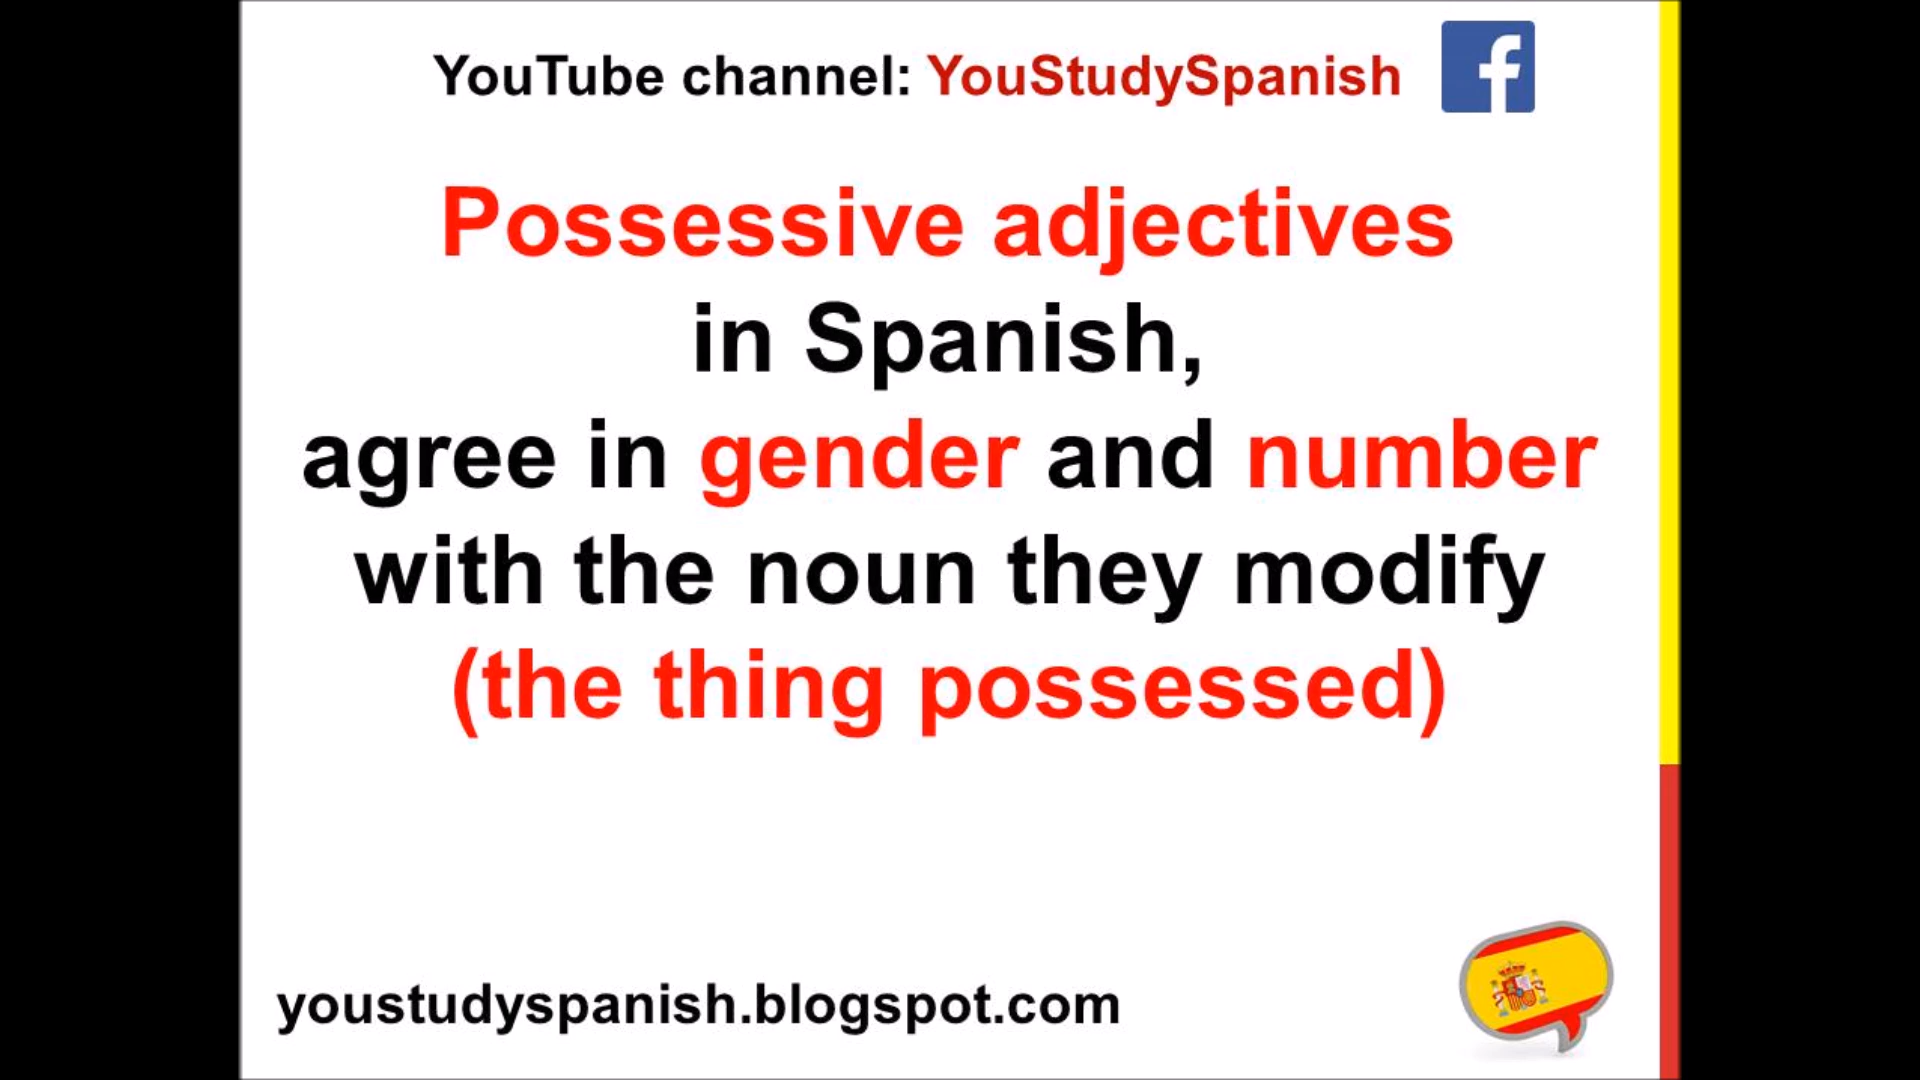 YouTube channel: YouStudySpanish
Possessive adjectives
in Spanish,
agree in gender and number
with the noun they modify
(the thing possessed)
youstudyspanish.blogspot.com